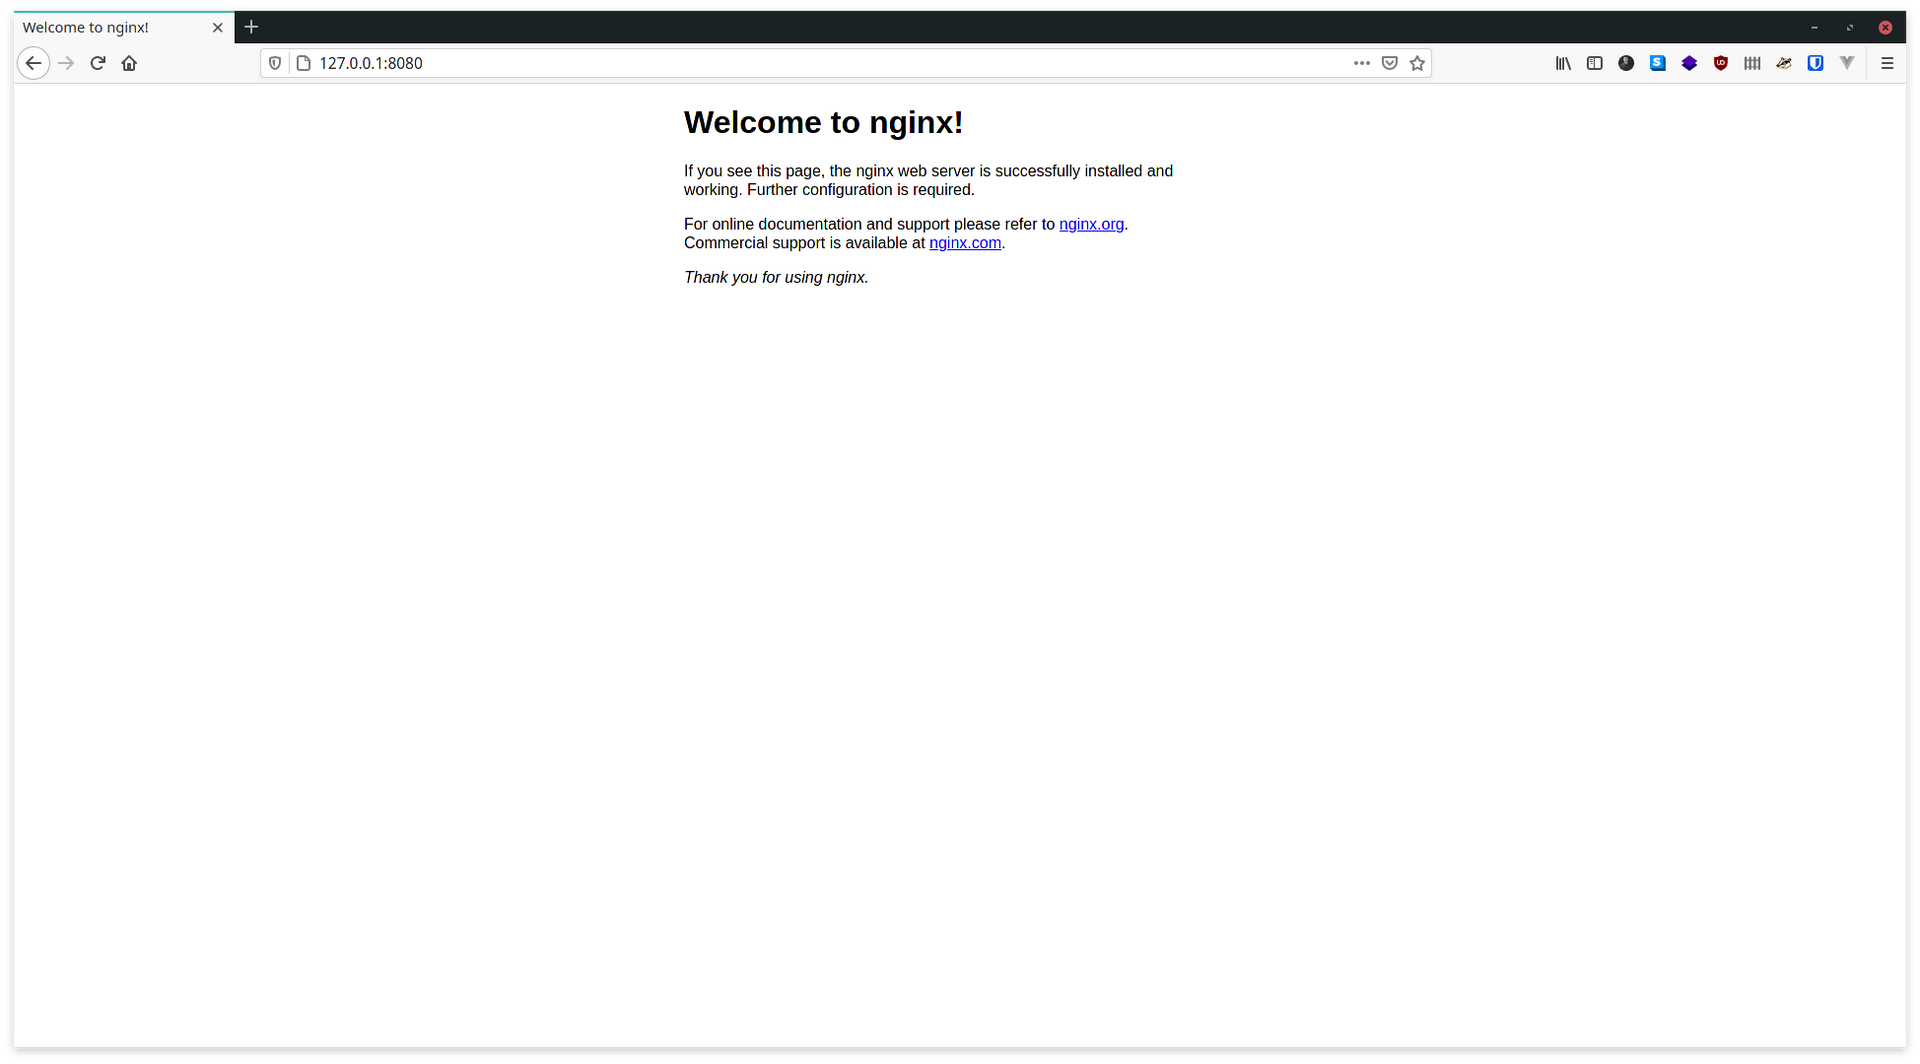 Welcome to nginx!
127.0.0.1:8080
Welcome to nginx!
If you see this page, the nginx web server is successfully installed and
working. Further configuration is required.
For online documentation and support please refer to nginx.org.
Commercial support is available at nginx.com.
Thank you for using nginx.